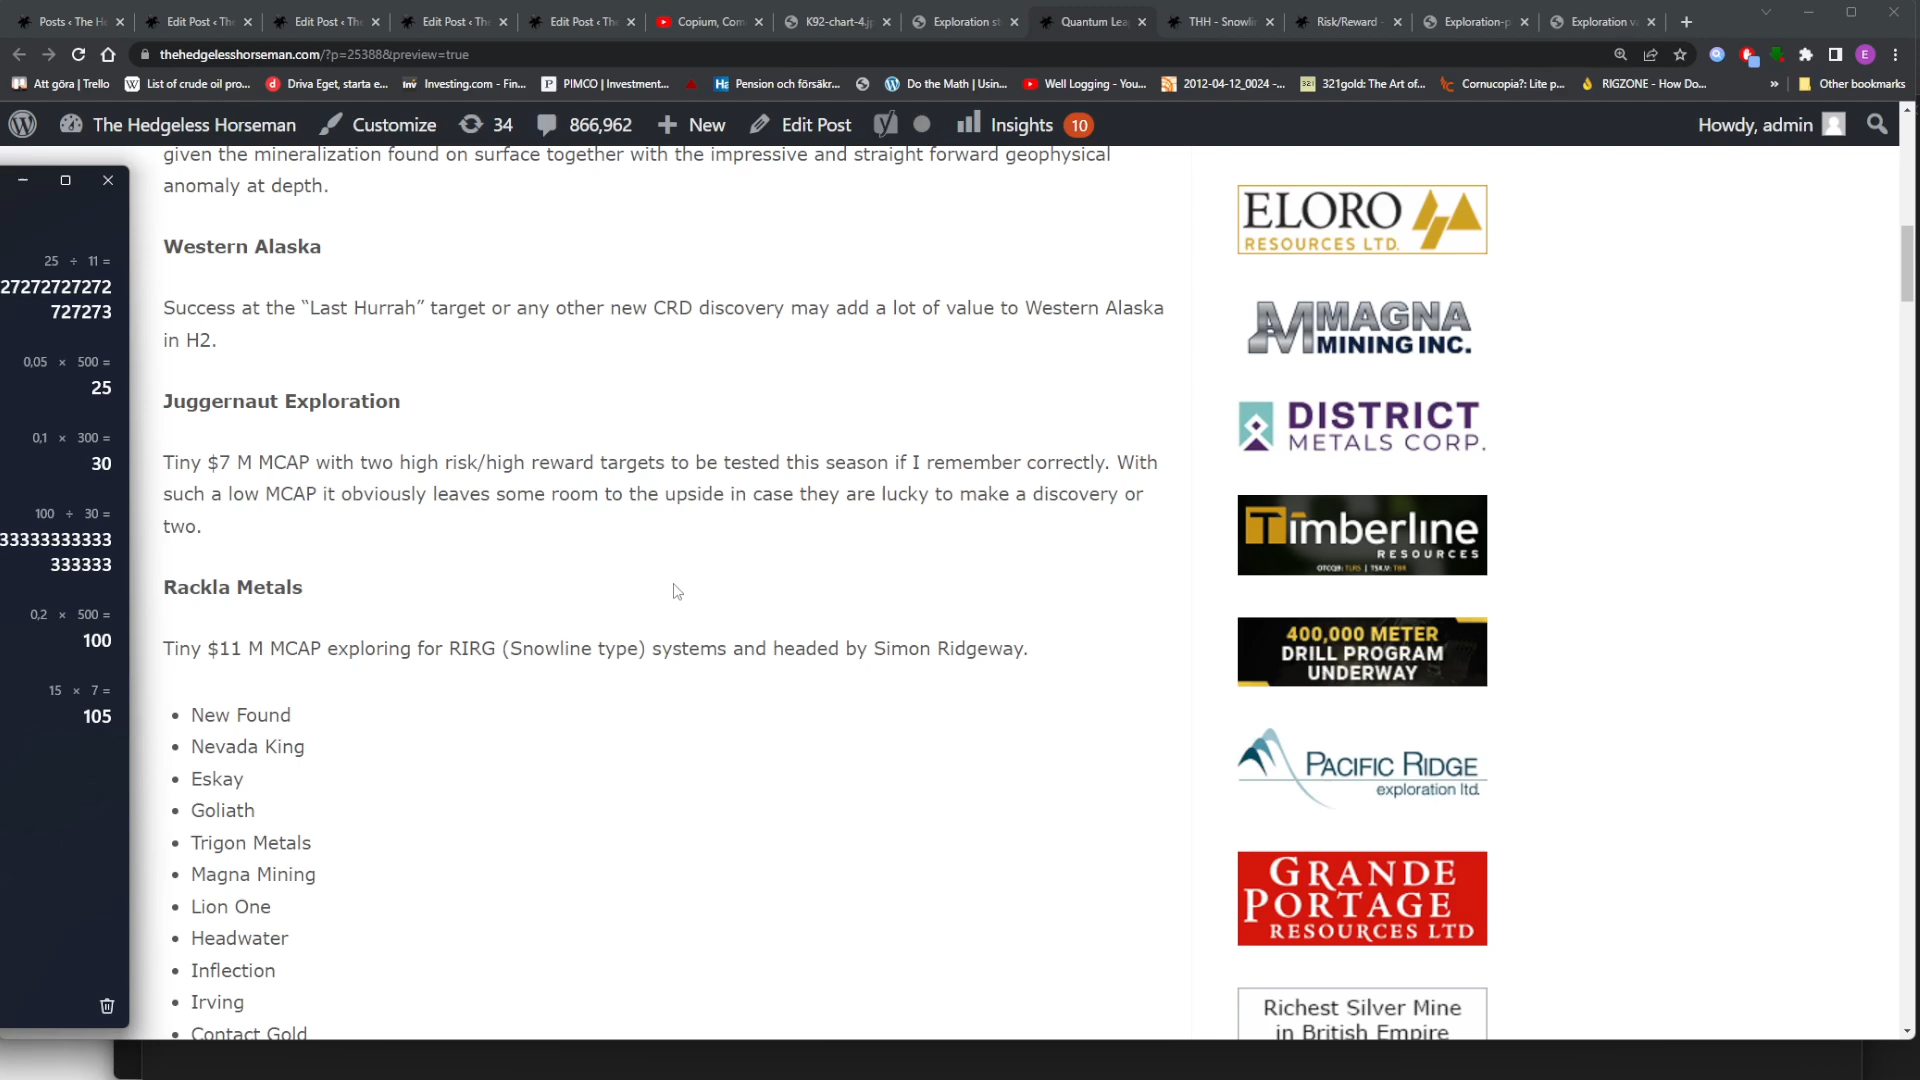 Posts ‹ The H
Edit Post ‹ The
Edit Post ‹ The
Edit Post ‹ The
Edit Post ‹ The
Copium, Com
K92-chart-4.j
Exploration s
Quantum Lea
THH - Snowli
Risk/Reward -
Exploration-p
Exploration v
thehedgelesshorseman.com/?p=25388&preview=true
Att göra | Trello
List of crude oil pro...
Driva Eget, starta e...
Investing.com - Fin...
PIMCO | Investment...
Pension och försäkr...
Do the Math | Usin...
Well Logging - You...
2012-04-12_0024 -...
321gold: The Art of...
Cornucopia?: Lite p...
RIGZONE - How Do...
»
Other bookmarks
The Hedgeless Horseman
Customize
34
866,962
New
Edit Post
Insights
10
Howdy, admin
25 ÷ 11 =
27272727272
727273
0,05 × 500 =
25
0,1 × 300 =
30
100 ÷ 30 =
33333333333
333333
0,2 × 500 =
100
15 × 7 =
105
given the mineralization found on surface together with the impressive and straight forward geophysical
anomaly at depth.
Western Alaska
Success at the “Last Hurrah” target or any other new CRD discovery may add a lot of value to Western Alaska
in H2.
Juggernaut Exploration
Tiny $7 M MCAP with two high risk/high reward targets to be tested this season if I remember correctly. With
such a low MCAP it obviously leaves some room to the upside in case they are lucky to make a discovery or
two.
Rackla Metals
Tiny $11 M MCAP exploring for RIRG (Snowline type) systems and headed by Simon Ridgeway.
• New Found
• Nevada King
• Eskay
• Goliath
• Trigon Metals
• Magna Mining
• Lion One
• Headwater
• Inflection
• Irving
• Contact Gold
ELORO
RESOURCES LTD.
MAGNA
MINING INC.
DISTRICT
METALS CORP.
Timberline
RESOURCES
OTCQB: TLRS | TSX.V: TBR
400,000 METER
DRILL PROGRAM
UNDERWAY
PACIFIC RIDGE
exploration ltd.
GRANDE
PORTAGE
RESOURCES LTD
Richest Silver Mine
in British Empire